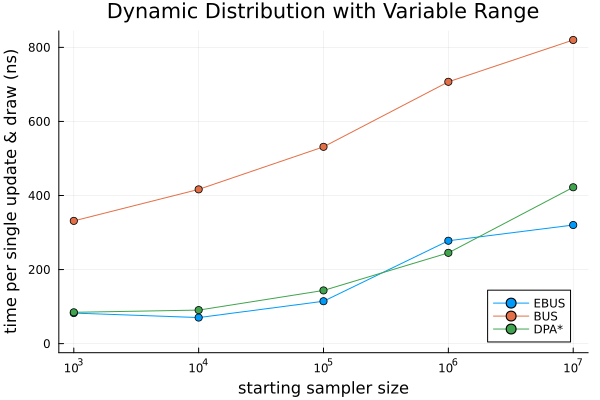 Dynamic Distribution with Variable Range
time per single update & draw (ns)
800
600
400
200
0
EBUS
BUS
DPA*
10³
10⁴
10⁵
10⁶
10⁷
starting sampler size